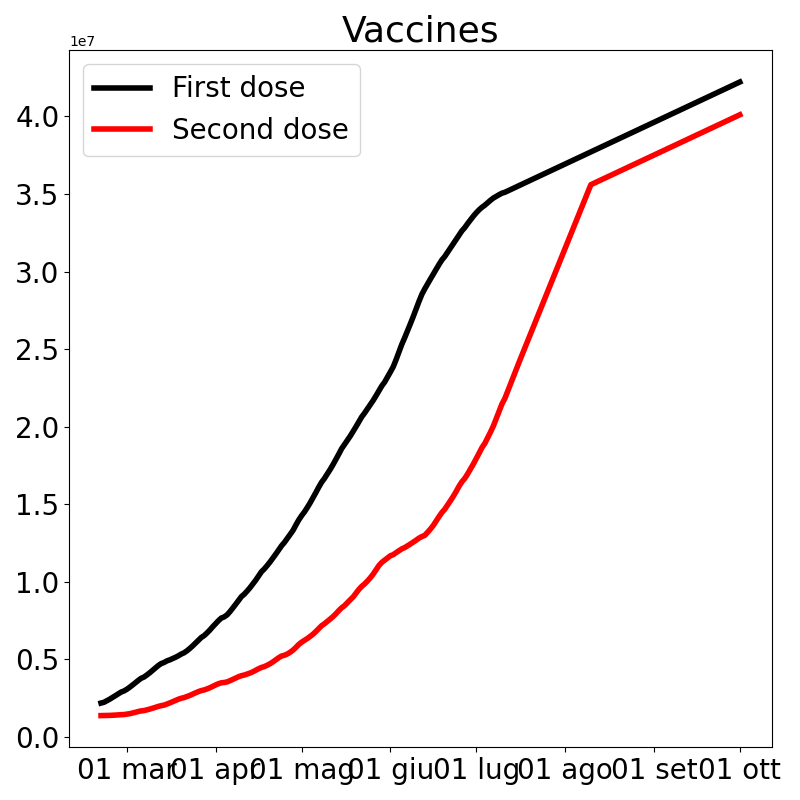 Vaccines
1e7
First dose
Second dose
4.0
3.5
3.0
2.5
2.0
1.5
1.0
0.5
0.0
01 mar 01 apr 01 mag 01 giu 01 lug 01 ago 01 set 01 ott